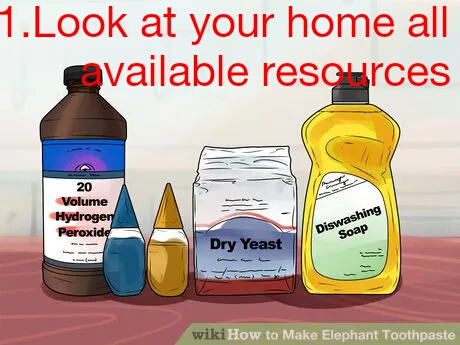 1.Look at your home all
available resources
20
Volume
Hydrogen
Peroxide
Dry Yeast
Diswashing
Soap
wikiHow to Make Elephant Toothpaste